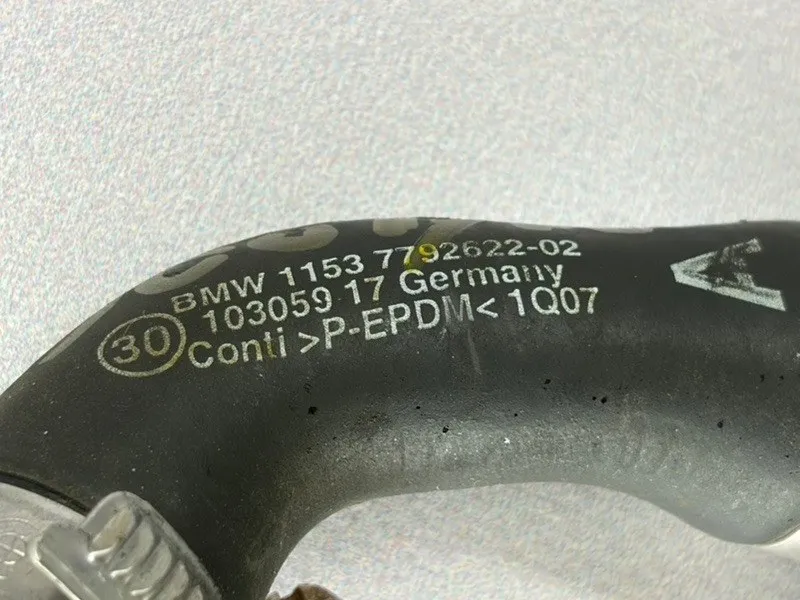 BMW 1153 7792622-02
103059 17 Germany
30
Conti >P-EPDM< 1Q07
A